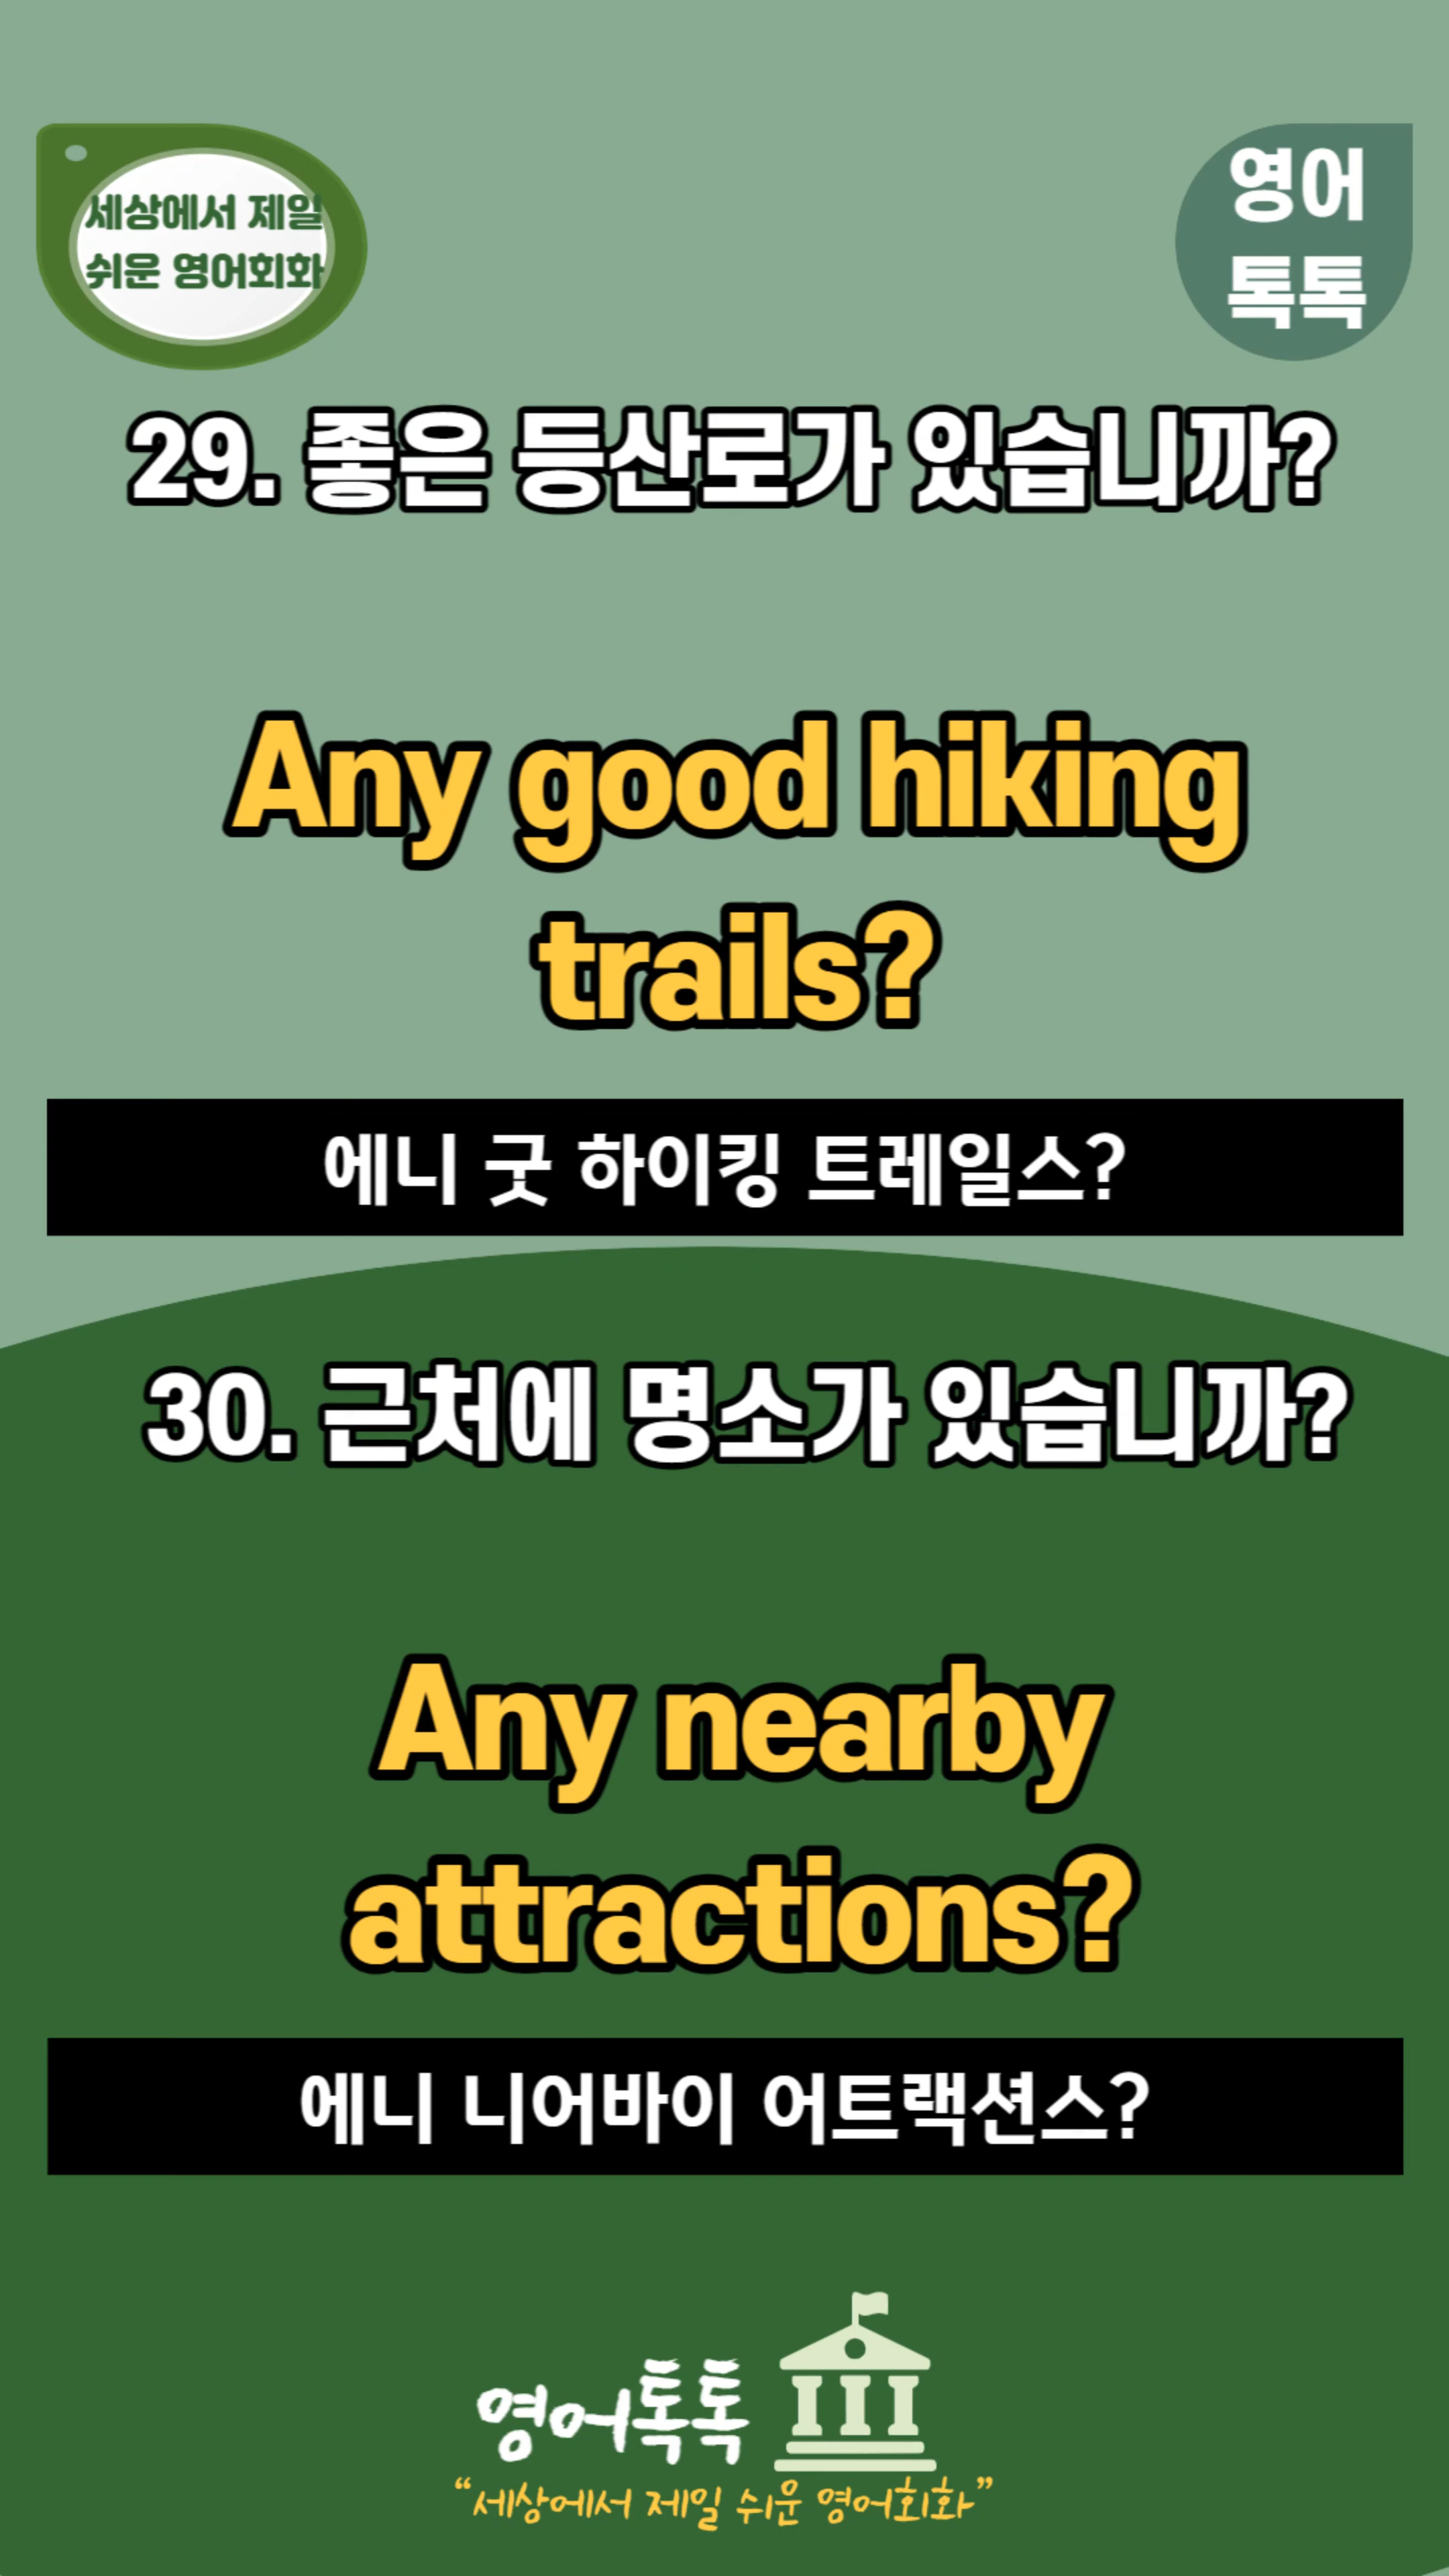 세상에서 제일
쉬운 영어회화
영어
톡톡
29. 좋은 등산로가 있습니까?
Any good hiking
trails?
에니 굿 하이킹 트레일스?
30. 근처에 명소가 있습니까?
Any nearby
attractions?
에니 니어바이 어트랙션스?
영어톡톡
“세상에서 제일 쉬운 영어회화”